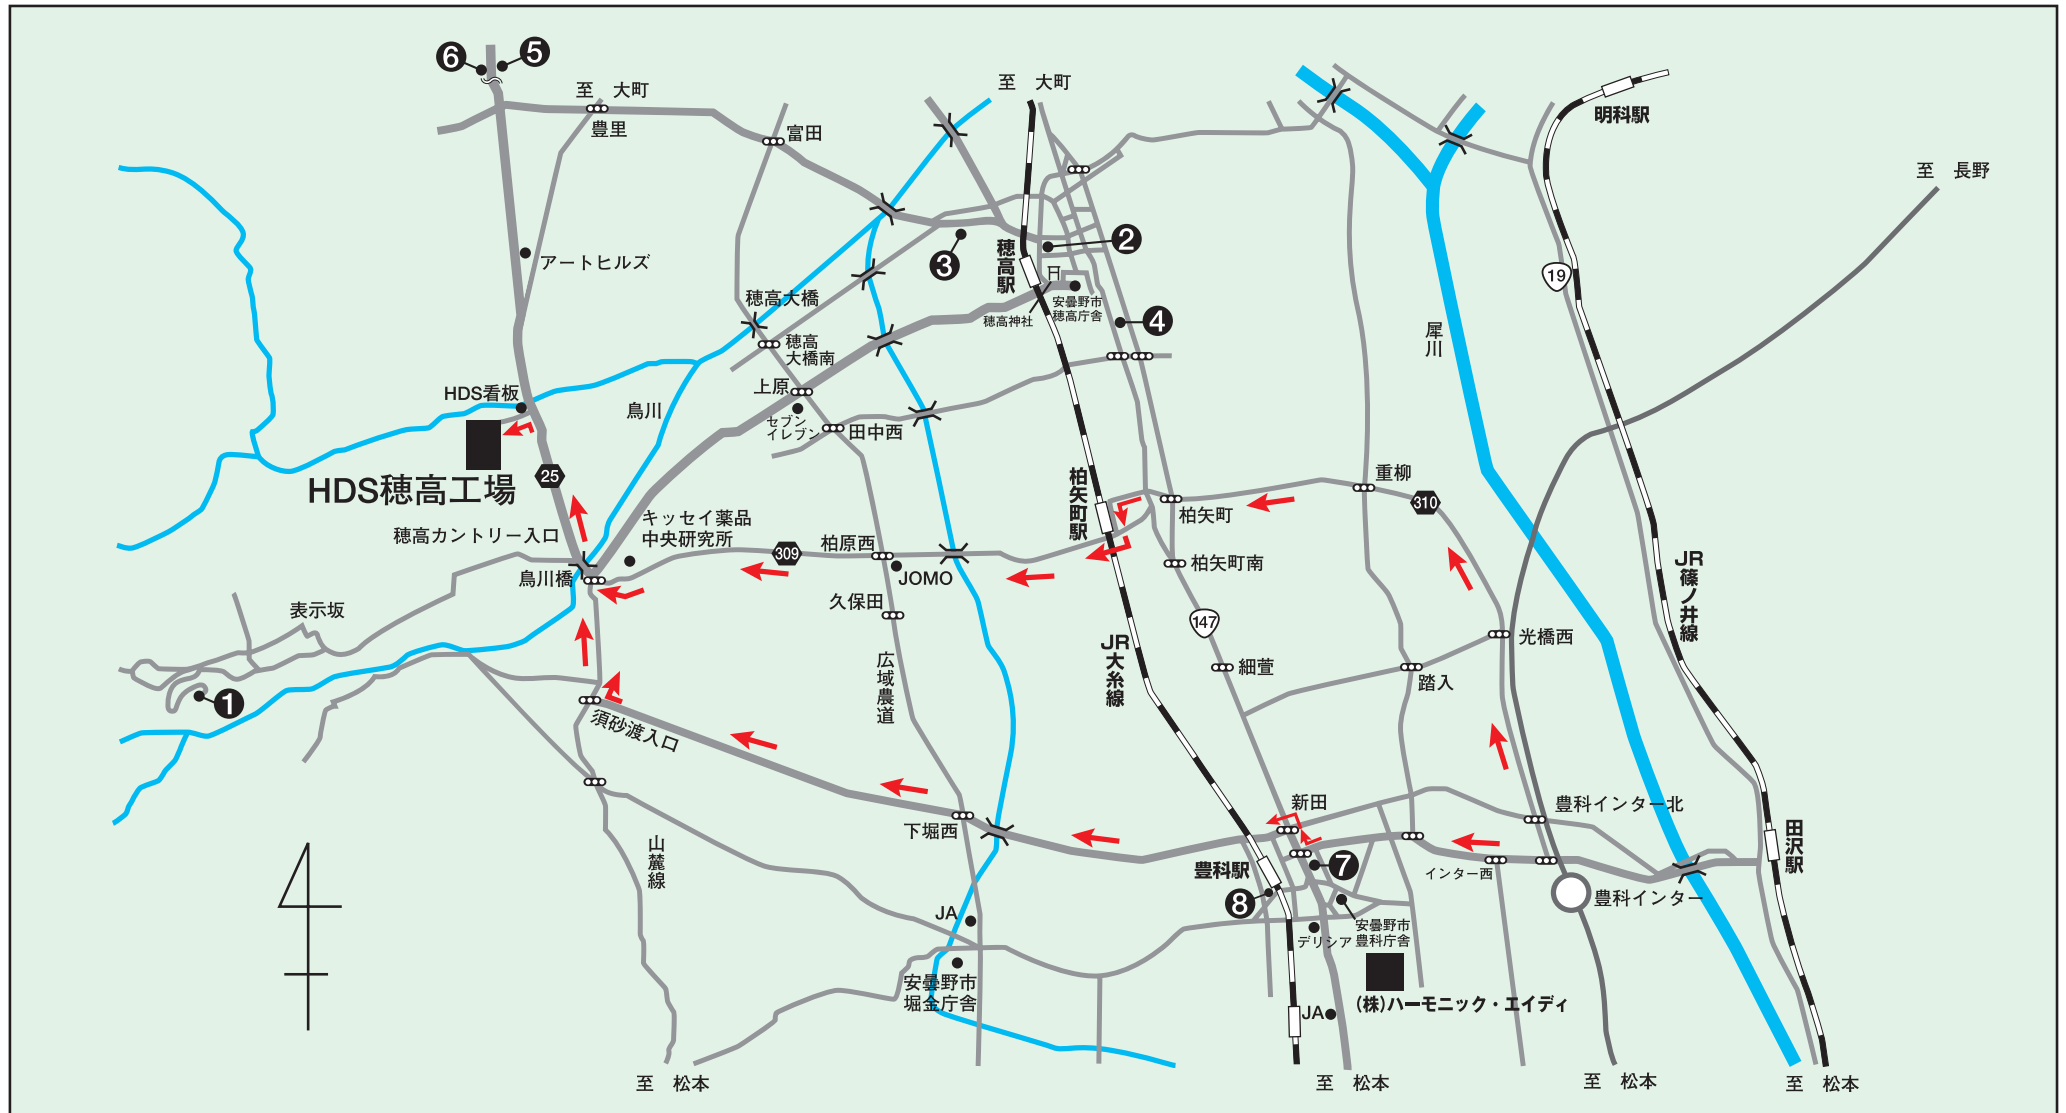 ❻
❺
至　大町
豊里
富田
至　大町
明科駅
至　長野
アートヒルズ
❸
穂高駅
❷
19
穂高大橋
安曇野市
穂高庁舎
穂高神社
❹
穂高
大橋南
犀川
HDS看板
烏川
上原
セブン
イレブン
田中西
HDS穂高工場
25
柏矢町駅
柏矢町
重柳
310
穂高カントリー入口
キッセイ薬品
中央研究所
309
柏原西
JOMO
柏矢町南
烏川橋
久保田
147
JR篠ノ井線
表示坂
光橋西
JR大糸線
細萱
踏入
広域農道
❶
須砂渡入口
新田
豊科インター北
下堀西
山麓線
豊科駅
❼
インター西
田沢駅
豊科インター
❽
JA
安曇野市
豊科庁舎
デリシア
安曇野市
堀金庁舎
(株)ハーモニック・エイディ
JA
至　松本
至　松本
至　松本
至　松本